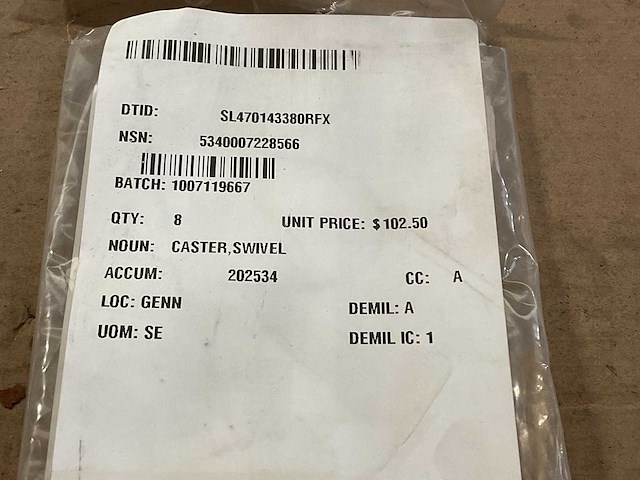 DTID: SL470143380RFX
NSN: 5340007228566
BATCH: 1007119667
QTY: 8 UNIT PRICE: $102.50
NOUN: CASTER,SWIVEL
ACCUM: 202534 CC: A
LOC: GENN DEMIL: A
UOM: SE DEMIL IC: 1